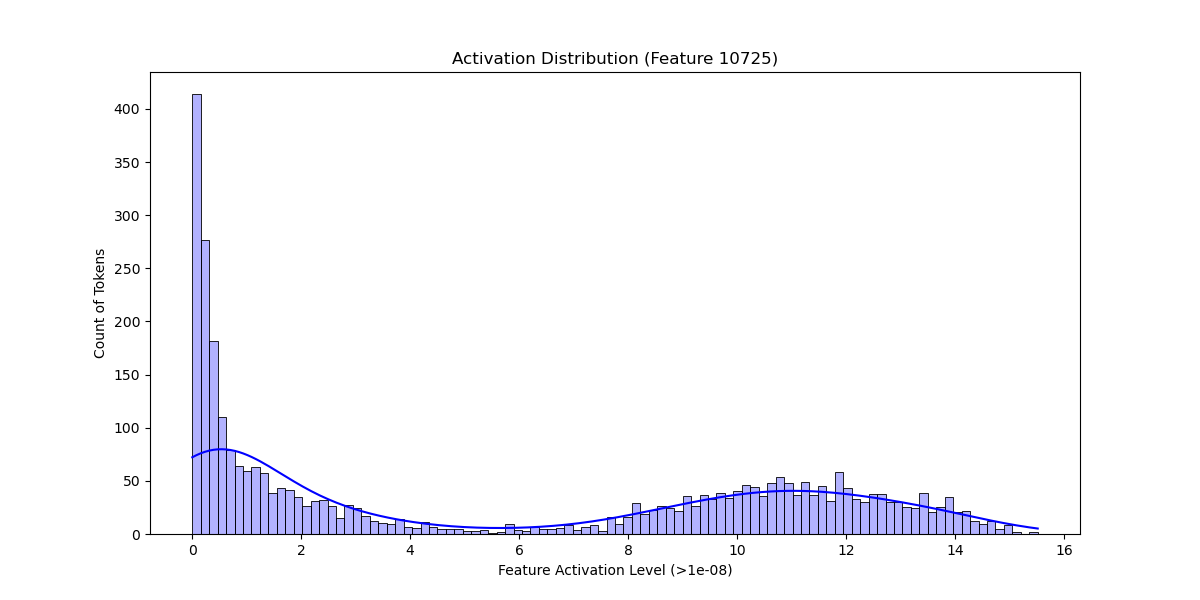 Activation Distribution (Feature 10725)
Count of Tokens
400
350
300
250
200
150
100
50
0
0 2 4 6 8 10 12 14 16
Feature Activation Level (>1e-08)